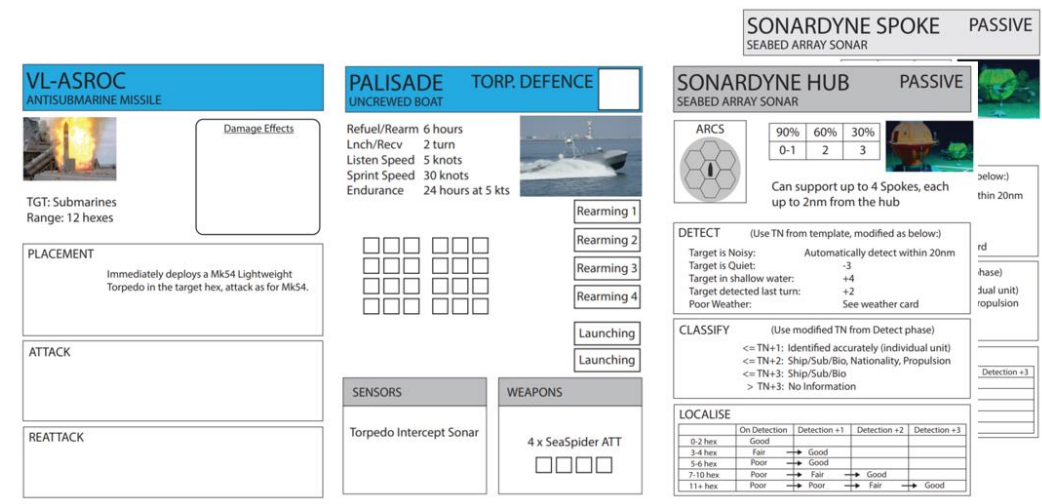 VL-ASROC
ANTISUBMARINE MISSILE
Damage Effects
TGT: Submarines
Range: 12 hexes
PLACEMENT
Immediately deploys a Mk54 Lightweight
Torpedo in the target hex, attack as for Mk54.
ATTACK
REATTACK
PALISADE TORP. DEFENCE
UNCREWED BOAT
Refuel/Rearm 6 hours
Lnch/Recv 2 turn
Listen Speed 5 knots
Sprint Speed 30 knots
Endurance 24 hours at 5 kts
Rearming 1
Rearming 2
Rearming 3
Rearming 4
Launching
Launching
SENSORS
Torpedo Intercept Sonar
WEAPONS
4 x SeaSpider ATT
SONARDYNE SPOKE PASSIVE
SEABED ARRAY SONAR
SONARDYNE HUB PASSIVE
SEABED ARRAY SONAR
ARCS
90% 60% 30%
0-1 2 3
Can support up to 4 Spokes, each
up to 2nm from the hub
DETECT (Use TN from template, modified as below:)
Target is Noisy: Automatically detect within 20nm
Target is Quiet: -3
Target in shallow water: +4
Target detected last turn: +2
Poor Weather: See weather card
CLASSIFY (Use modified TN from Detect phase)
<= TN+1: Identified accurately (individual unit)
<= TN+2: Ship/Sub/Bio, Nationality, Propulsion
<= TN+3: Ship/Sub/Bio
> TN+3: No Information
LOCALISE
On Detection Detection +1 Detection +2 Detection +3
0-2 hex Good
3-4 hex Fair → Good
5-6 hex Poor → Good
7-10 hex Poor → Fair → Good
11+ hex Poor → Poor → Fair → Good
below:)
thin 20nm
rd
hase)
dual unit)
ropulsion
Detection +3